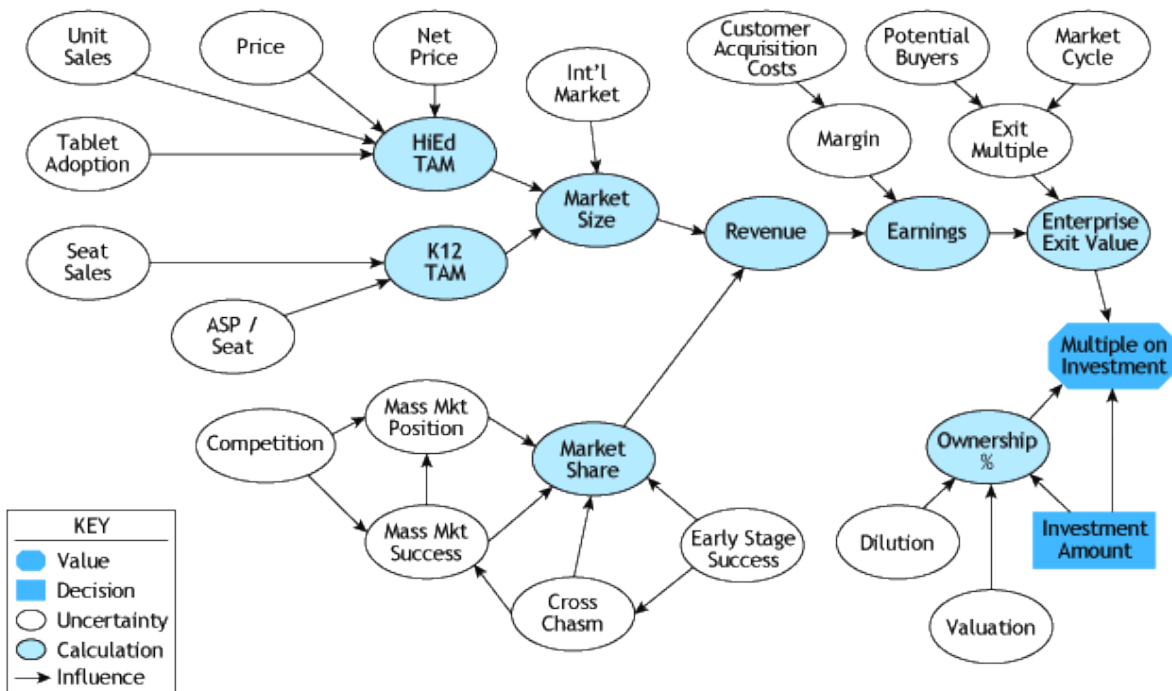 Unit
Sales
Price
Net
Price
Int'l
Market
Customer
Acquisition
Costs
Potential
Buyers
Market
Cycle
Tablet
Adoption
HiEd
TAM
Margin
Exit
Multiple
Market
Size
Seat
Sales
K12
TAM
Revenue
Earnings
Enterprise
Exit Value
ASP /
Seat
Multiple on
Investment
Competition
Mass Mkt
Position
Market
Share
Ownership
%
Mass Mkt
Success
Early Stage
Success
Dilution
Investment
Amount
Cross
Chasm
Valuation
KEY
Value
Decision
Uncertainty
Calculation
Influence